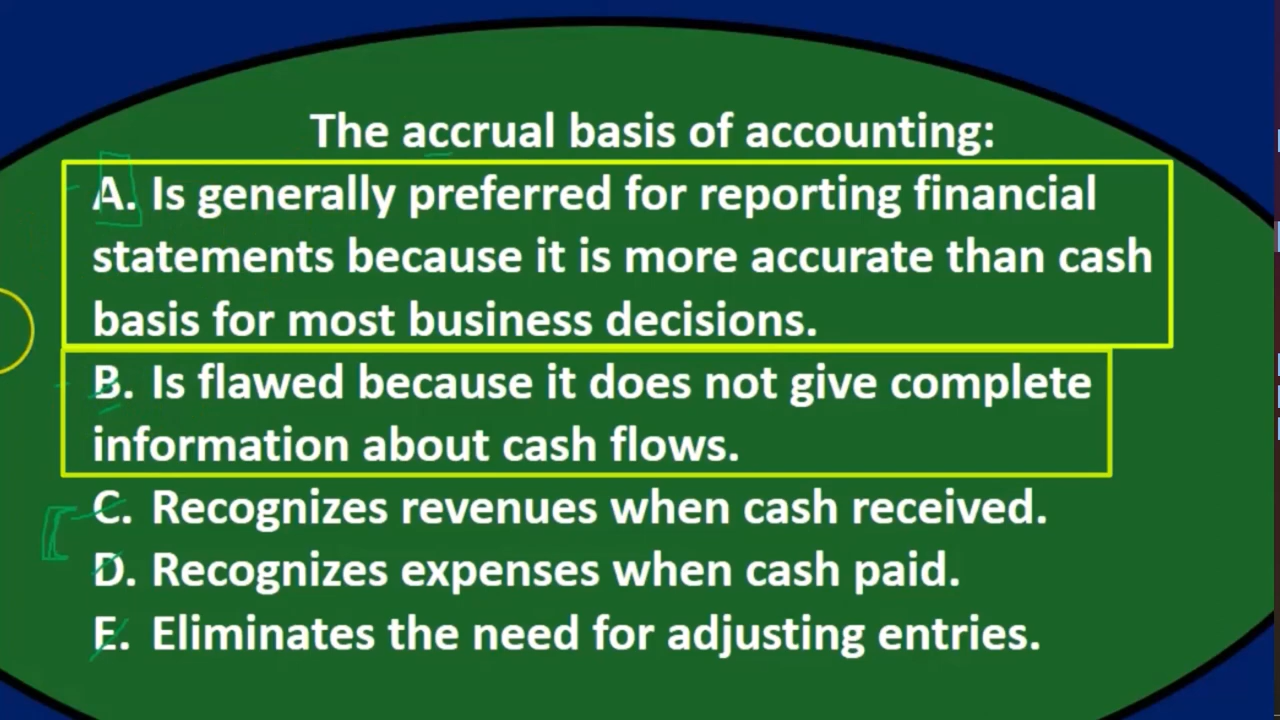 The accrual basis of accounting:
A. Is generally preferred for reporting financial
statements because it is more accurate than cash
basis for most business decisions.
B. Is flawed because it does not give complete
information about cash flows.
C. Recognizes revenues when cash received.
D. Recognizes expenses when cash paid.
E. Eliminates the need for adjusting entries.